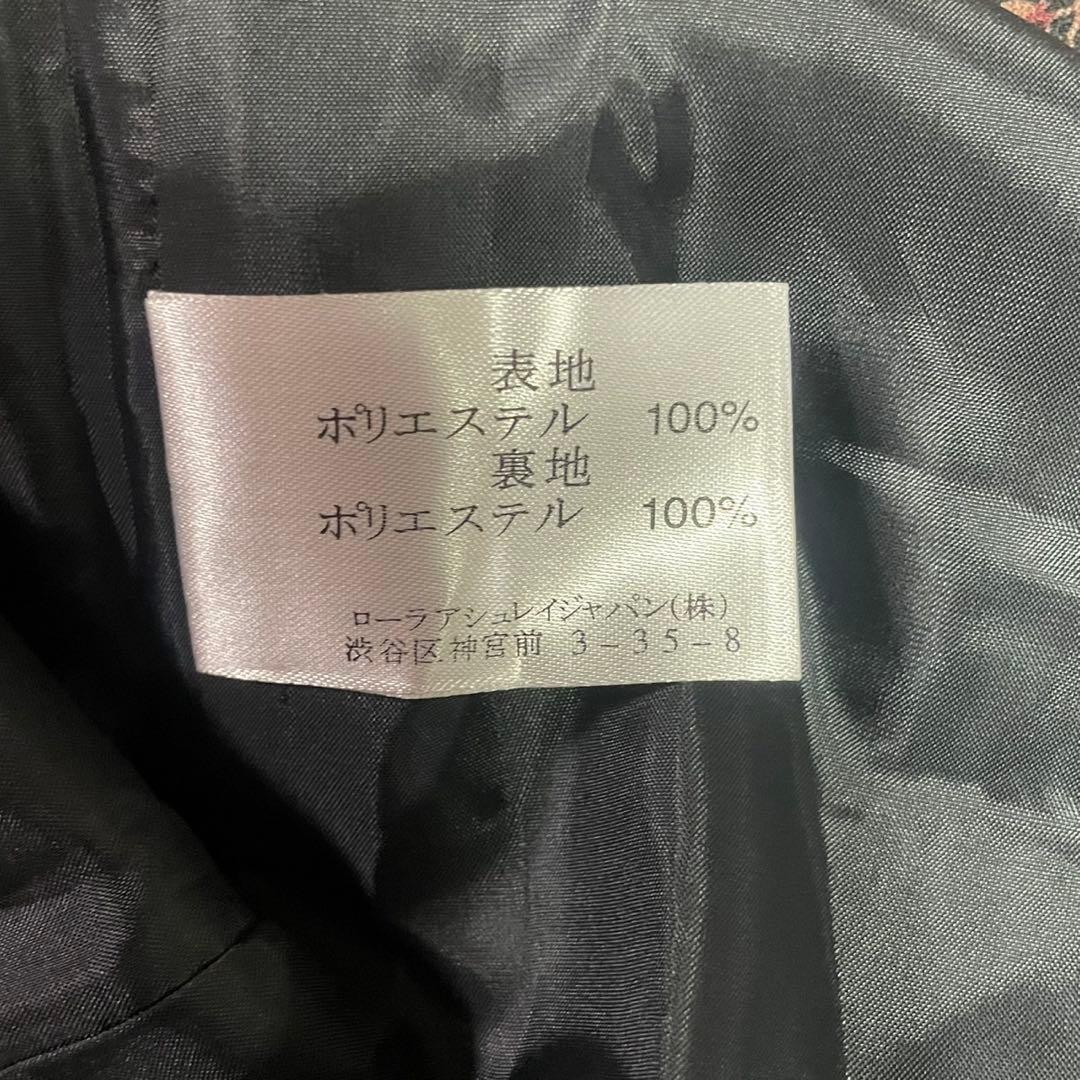 表地
ポリエステル 100%
裏地
ポリエステル 100%
ローラアシュレイジャパン(株)
渋谷区神宮前 3-35-8